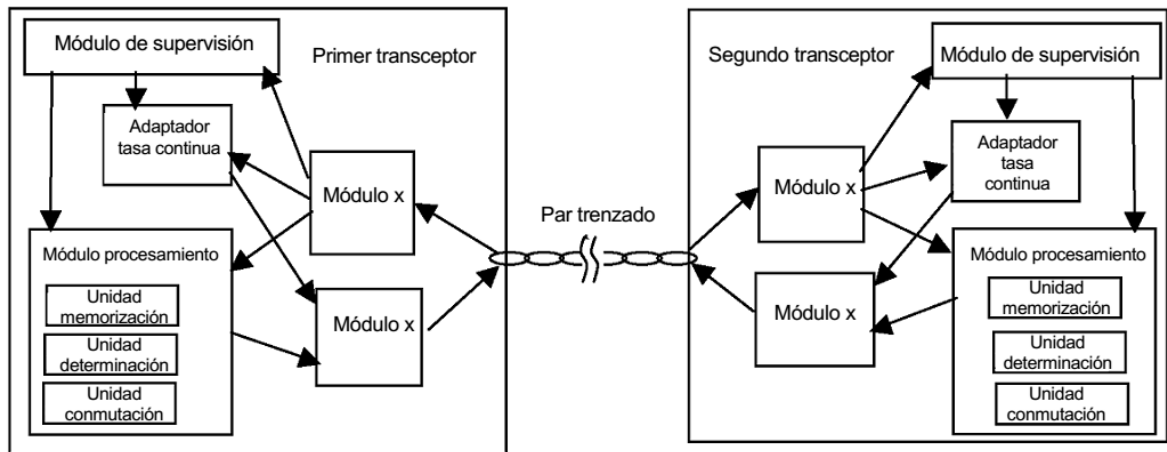 Módulo de supervisión
Primer transceptor
Adaptador
tasa continua
Módulo x
Módulo procesamiento
Unidad
memorización
Unidad
determinación
Unidad
conmutación
Módulo x
Par trenzado
Segundo transceptor
Módulo de supervisión
Adaptador
tasa
continua
Módulo x
Módulo procesamiento
Unidad
memorización
Unidad
determinación
Unidad
conmutación
Módulo x